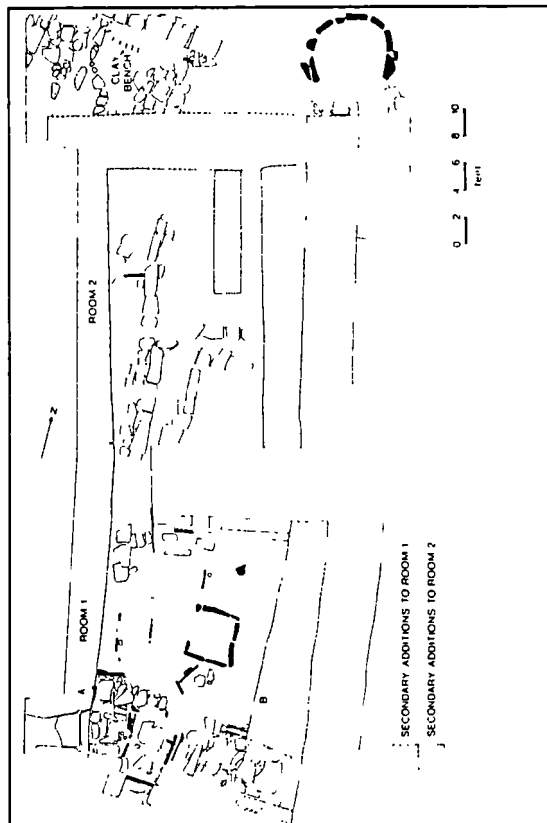 CLAY
BENCH
ROOM 2
N
ROOM 1
A
B
0 2 4 6 8 10
feet
SECONDARY ADDITIONS TO ROOM 1
SECONDARY ADDITIONS TO ROOM 2